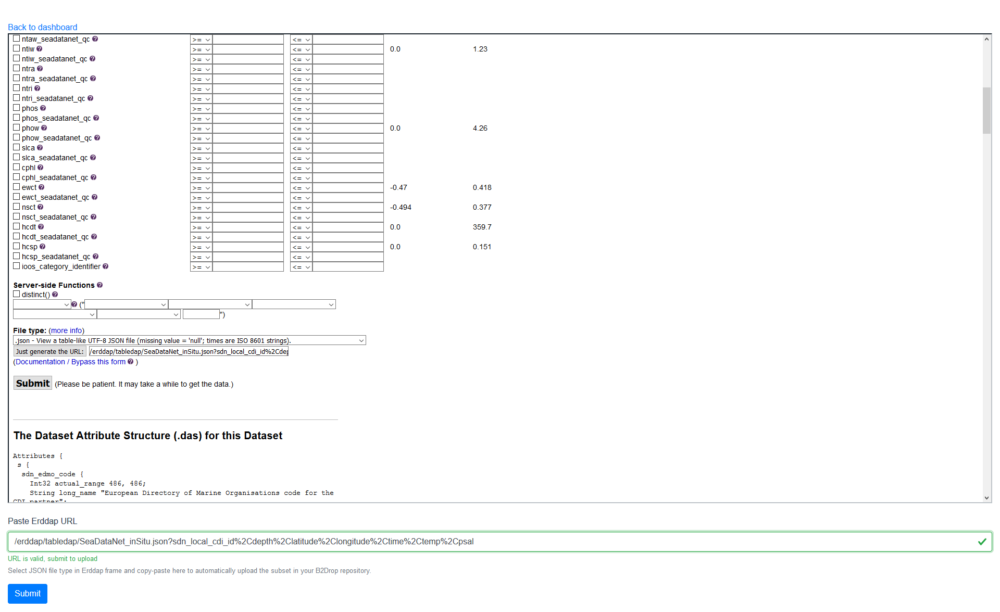 Back to dashboard
ntaw_seadatanet_qc ? >= <=
ntiw ? >= <= 0.0 1.23
ntiw_seadatanet_qc ? >= <=
ntra ? >= <=
ntra_seadatanet_qc ? >= <=
ntri ? >= <=
ntri_seadatanet_qc ? >= <=
phos ? >= <=
phos_seadatanet_qc ? >= <=
phow ? >= <= 0.0 4.26
phow_seadatanet_qc ? >= <=
slca ? >= <=
slca_seadatanet_qc ? >= <=
cphl ? >= <=
cphl_seadatanet_qc ? >= <=
ewct ? >= <= -0.47 0.418
ewct_seadatanet_qc ? >= <=
nsct ? >= <= -0.494 0.377
nsct_seadatanet_qc ? >= <=
hcdt ? >= <= 0.0 359.7
hcdt_seadatanet_qc ? >= <=
hcsp ? >= <= 0.0 0.151
hcsp_seadatanet_qc ? >= <=
ioos_category_identifier ? >= <=
Server-side Functions ?
distinct() ?
? ("
")
File type: (more info)
.json - View a table-like UTF-8 JSON file (missing value = 'null'; times are ISO 8601 strings).
Just generate the URL: /erddap/tabledap/SeaDataNet_inSitu.json?sdn_local_cdi_id%2Cdep
(Documentation / Bypass this form ? )
Submit (Please be patient. It may take a while to get the data.)
The Dataset Attribute Structure (.das) for this Dataset
Attributes {
s {
sdn_edmo_code {
Int32 actual_range 486, 486;
String long_name "European Directory of Marine Organisations code for the
CDI partner";
Paste Erddap URL
/erddap/tabledap/SeaDataNet_inSitu.json?sdn_local_cdi_id%2Cdepth%2Clatitude%2Clongitude%2Ctime%2Ctemp%2Cpsal
URL is valid, submit to upload
Select JSON file type in Erddap frame and copy-paste here to automatically upload the subset in your B2Drop repository.
Submit